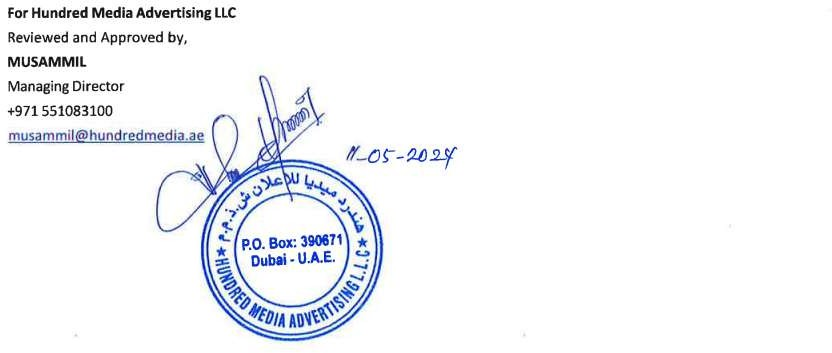 For Hundred Media Advertising LLC
Reviewed and Approved by,
MUSAMMIL
Managing Director
+971 551083100
musammil@hundredmedia.ae
11-05-2024
هندرد ميديا للاعلان ش.ذ.م.م
P.O. Box: 390671
Dubai - U.A.E.
HUNDRED MEDIA ADVERTISING L.L.C